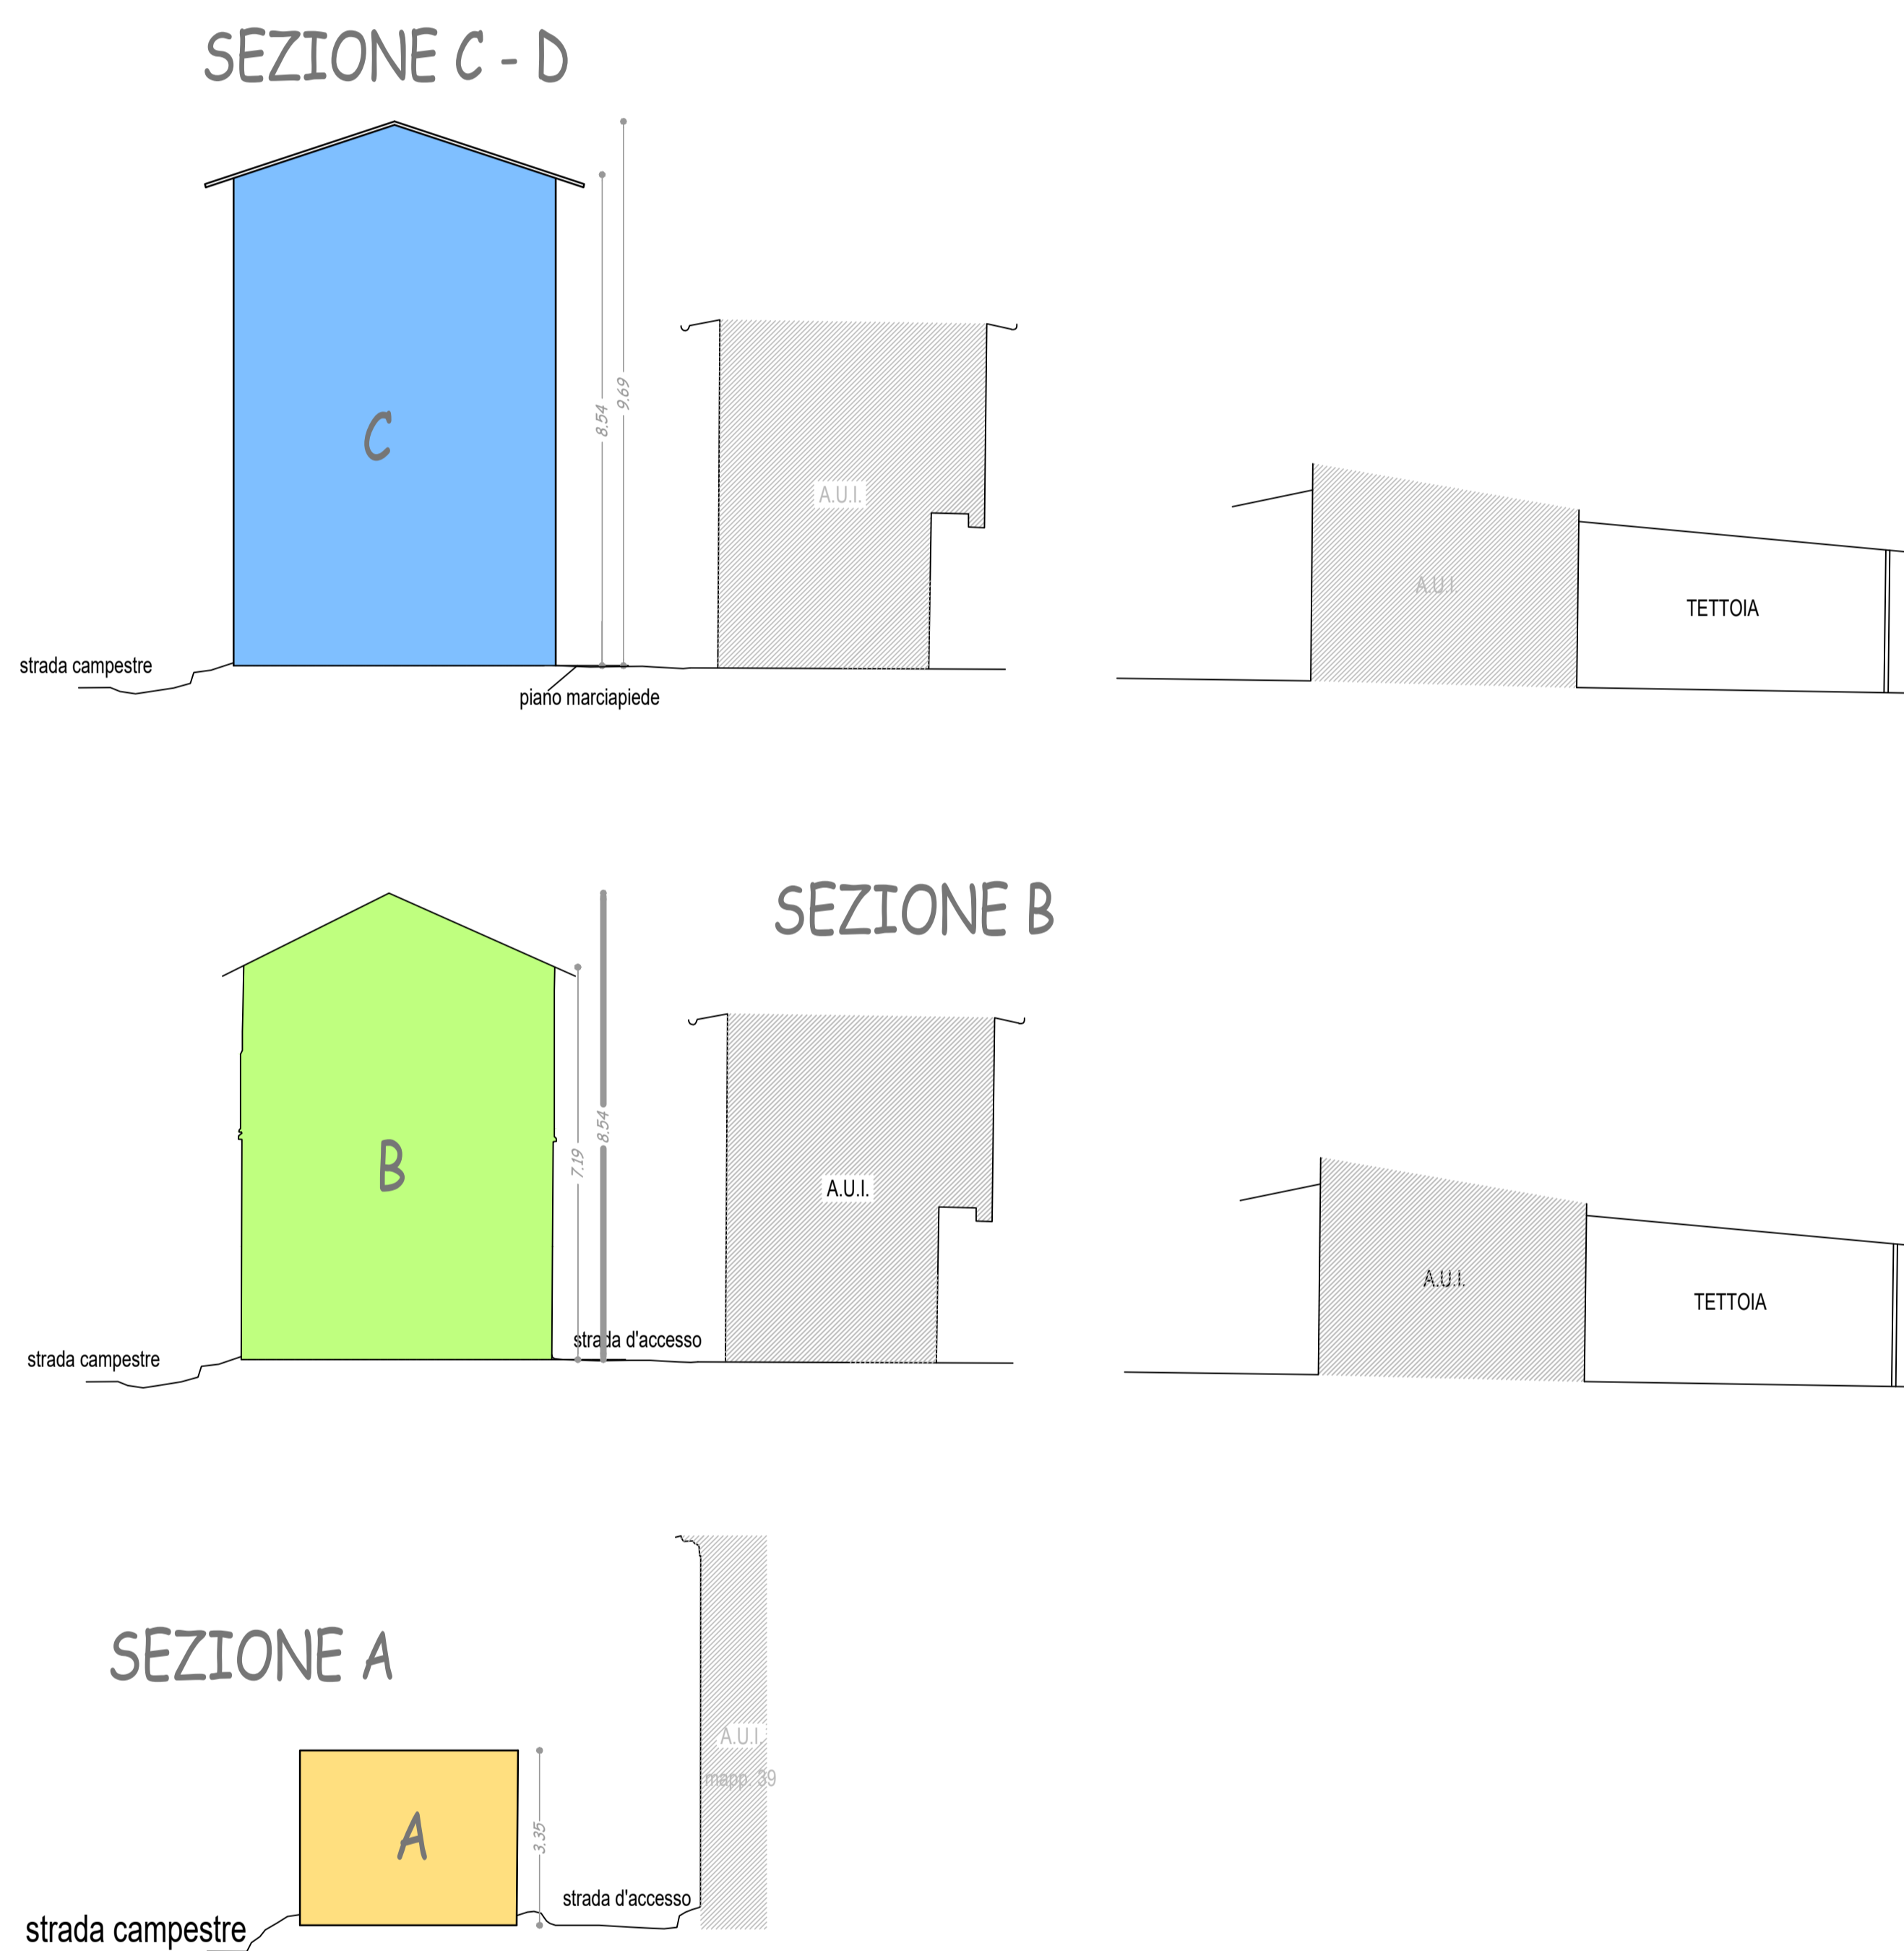 SEZIONE C - D
9.69
8.54
C
A.U.I.
A.U.I.
TETTOIA
strada campestre
piano marciapiede
SEZIONE B
8.54
7.19
B
A.U.I.
A.U.I.
TETTOIA
strada d'accesso
strada campestre
SEZIONE A
A.U.I.
mapp. 39
A
3.35
strada d'accesso
strada campestre